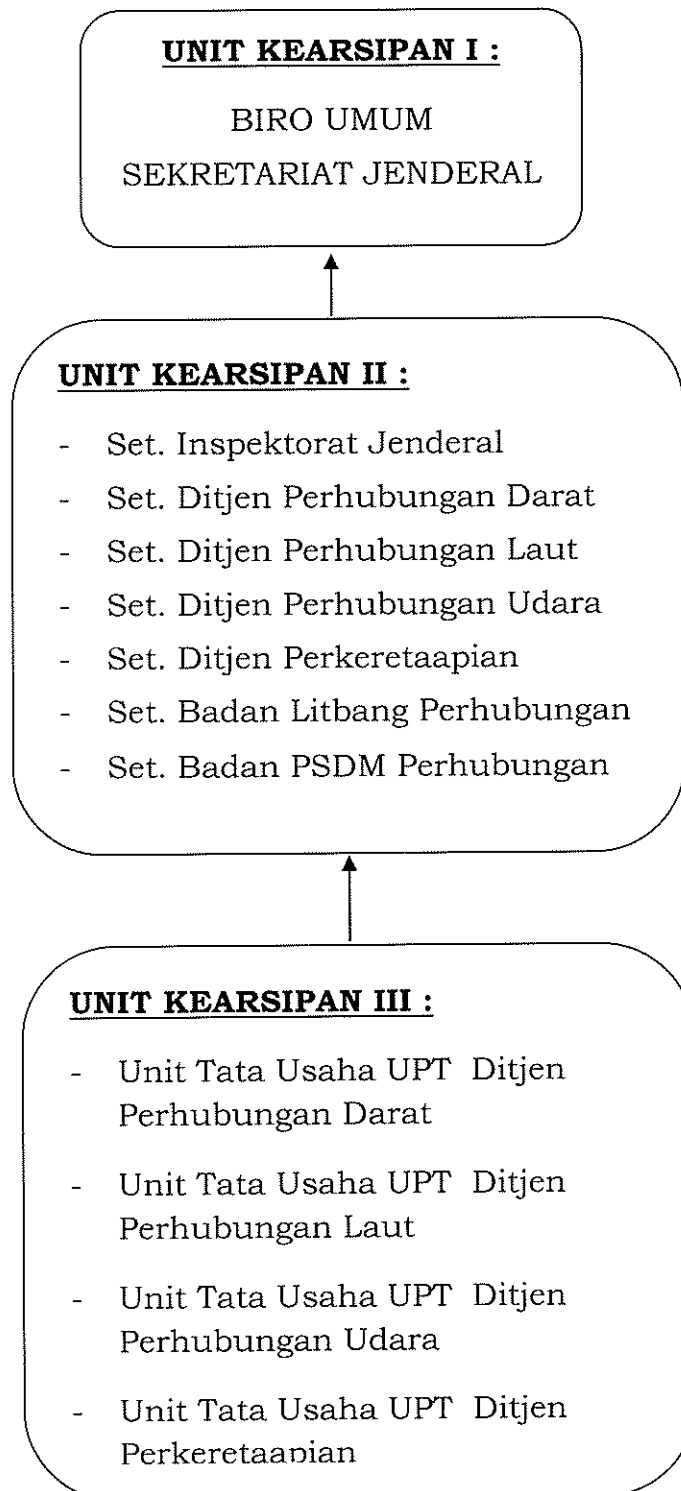 UNIT KEARSIPAN I :
BIRO UMUM
SEKRETARIAT JENDERAL
UNIT KEARSIPAN II :
- Set. Inspektorat Jenderal
- Set. Ditjen Perhubungan Darat
- Set. Ditjen Perhubungan Laut
- Set. Ditjen Perhubungan Udara
- Set. Ditjen Perkeretaapian
- Set. Badan Litbang Perhubungan
- Set. Badan PSDM Perhubungan
UNIT KEARSIPAN III :
- Unit Tata Usaha UPT Ditjen
Perhubungan Darat
- Unit Tata Usaha UPT Ditjen
Perhubungan Laut
- Unit Tata Usaha UPT Ditjen
Perhubungan Udara
- Unit Tata Usaha UPT Ditjen
Perkeretaapian